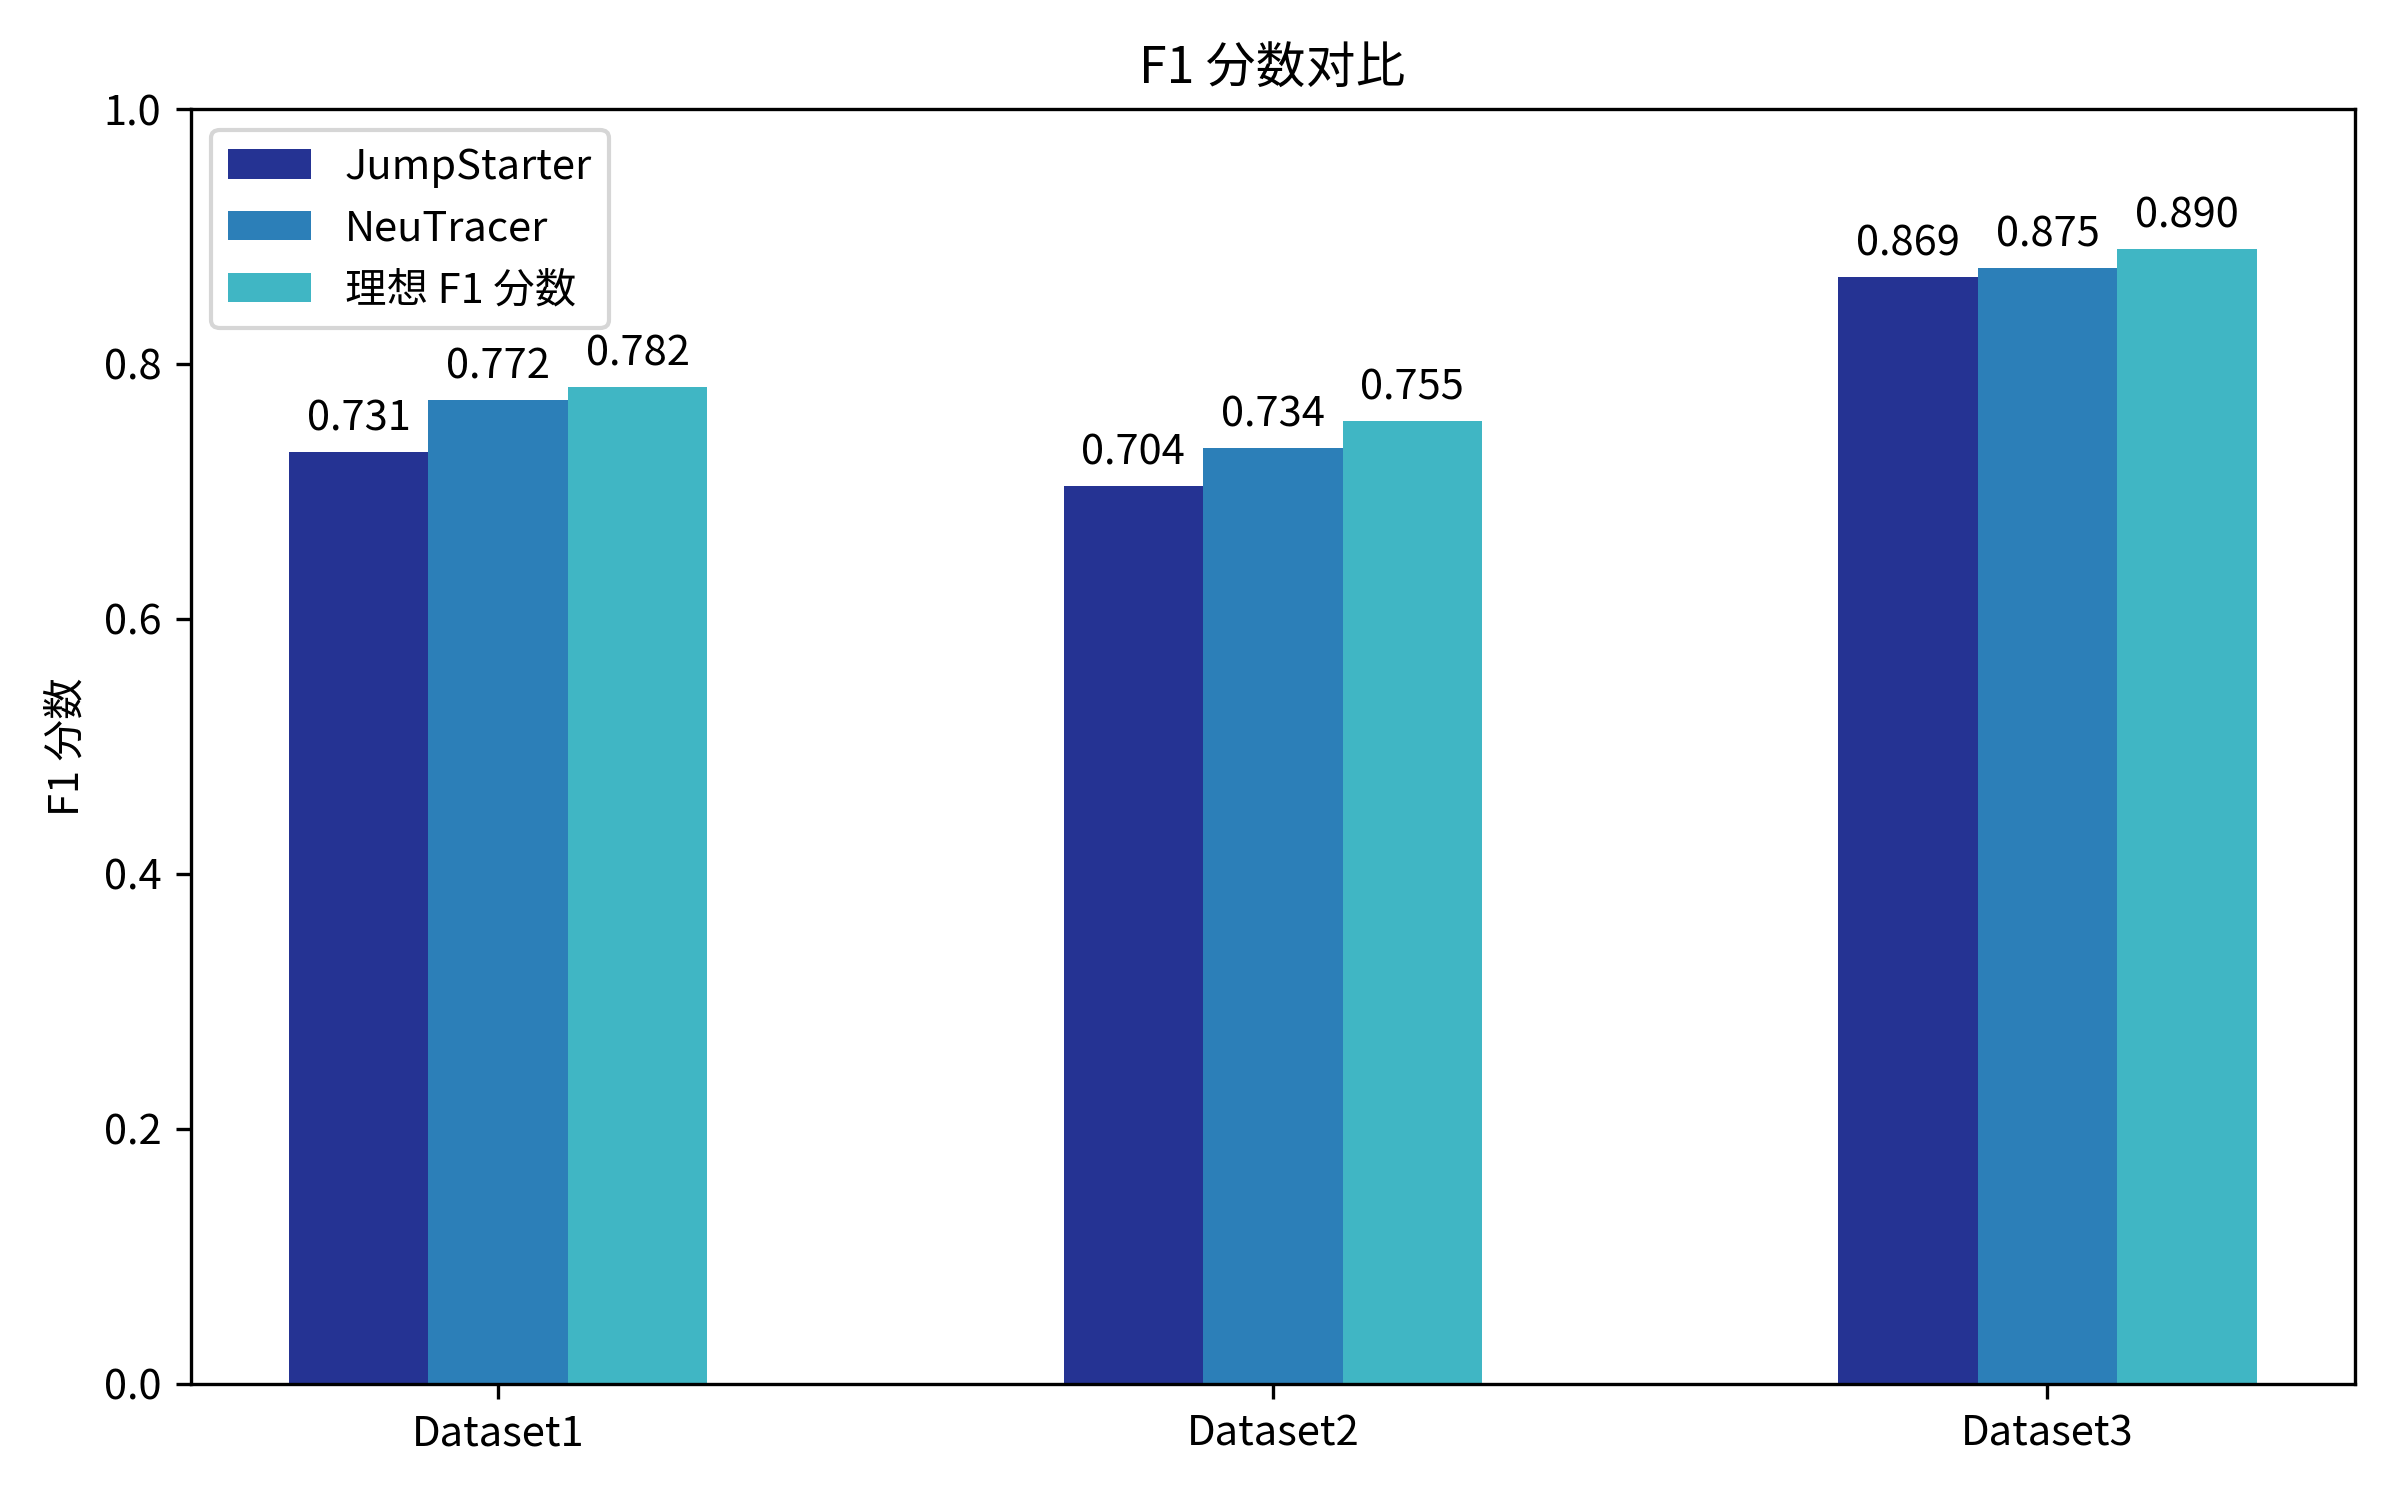 F1 分数对比
1.0
0.8
0.6
0.4
0.2
0.0
F1 分数
JumpStarter
NeuTracer
理想 F1 分数
0.731
0.772
0.782
0.704
0.734
0.755
0.869
0.875
0.890
Dataset1
Dataset2
Dataset3